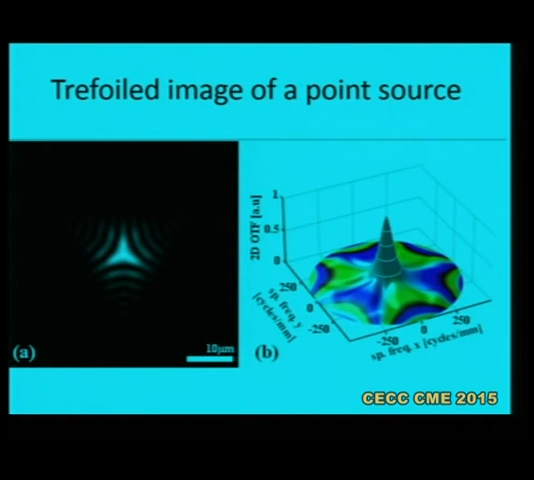 Trefoiled image of a point source
(a)
10μm
2D OTF [a.u]
1
0.5
0
250
0
-250
sp. freq. y
[cycles/mm]
-250
0
250
sp. freq. x [cycles/mm]
(b)
CECC CME 2015